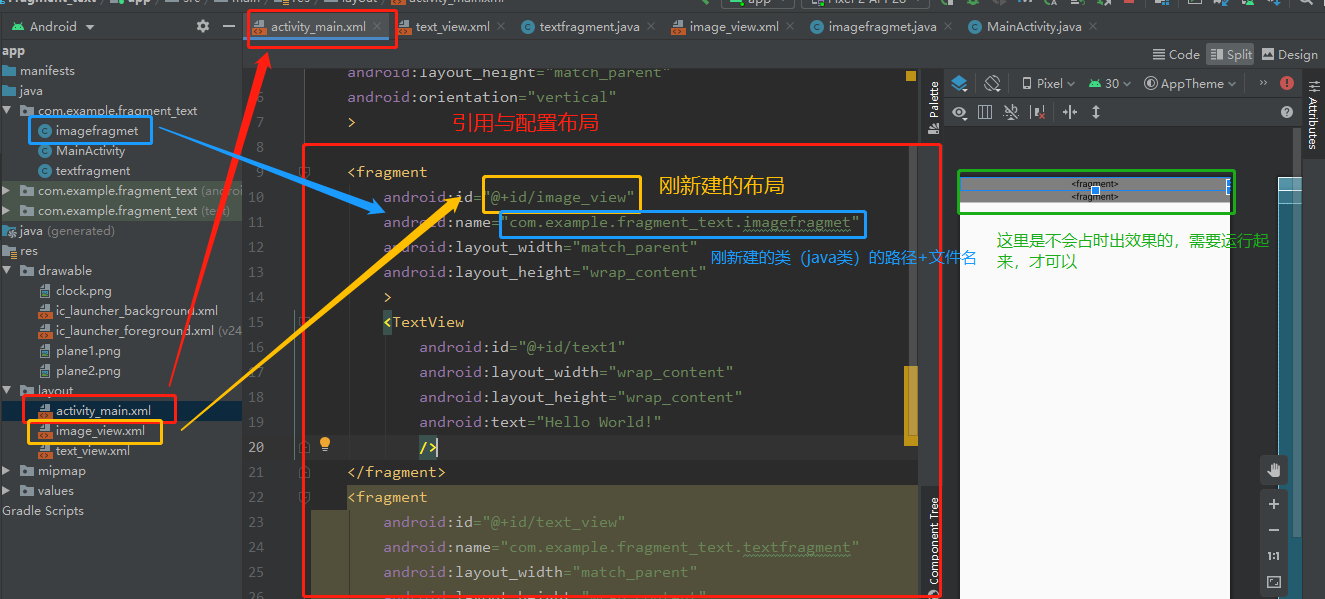 Android
activity_main.xml
text_view.xml
textfragment.java
image_view.xml
imagefragmet.java
MainActivity.java
Code
Split
Design
app
manifests
java
com.example.fragment_text
imagefragmet
MainActivity
textfragment
com.example.fragment_text
com.example.fragment_text (test)
java (generated)
res
drawable
clock.png
ic_launcher_background.xml
ic_launcher_foreground.xml (v24
plane1.png
plane2.png
layout
activity_main.xml
image_view.xml
text_view.xml
mipmap
values
Gradle Scripts
android:layout_height="match_parent"
6 android:orientation="vertical"
7 >
引用与配置布局
8
9 <fragment
10 android:id="@+id/image_view"
刚新建的布局
11 android:name="com.example.fragment_text.imagefragmet"
12 android:layout_width="match_parent"
刚新建的类（java类）的路径+文件名
13 android:layout_height="wrap_content"
14 >
15 <TextView
16 android:id="@+id/text1"
17 android:layout_width="wrap_content"
18 android:layout_height="wrap_content"
19 android:text="Hello World!"
20 />
21 </fragment>
22 <fragment
23 android:id="@+id/text_view"
24 android:name="com.example.fragment_text.textfragment"
25 android:layout_width="match_parent"
26
Palette
Component Tree
Pixel
30
AppTheme
Attributes
<fragment>
<fragment>
这里是不会占时出效果的，需要运行起
来，才可以
1:1